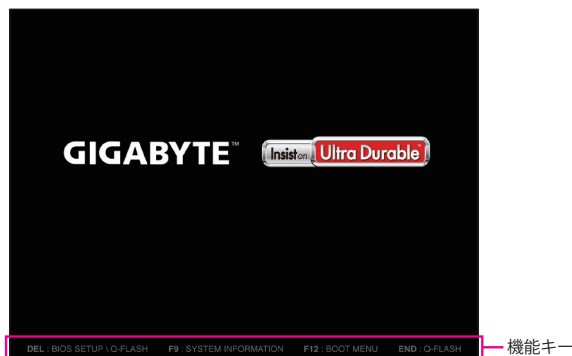 GIGABYTE™ Insist on Ultra Durable™
DEL : BIOS SETUP \ Q-FLASH F9 : SYSTEM INFORMATION F12 : BOOT MENU END : Q-FLASH
機能キー